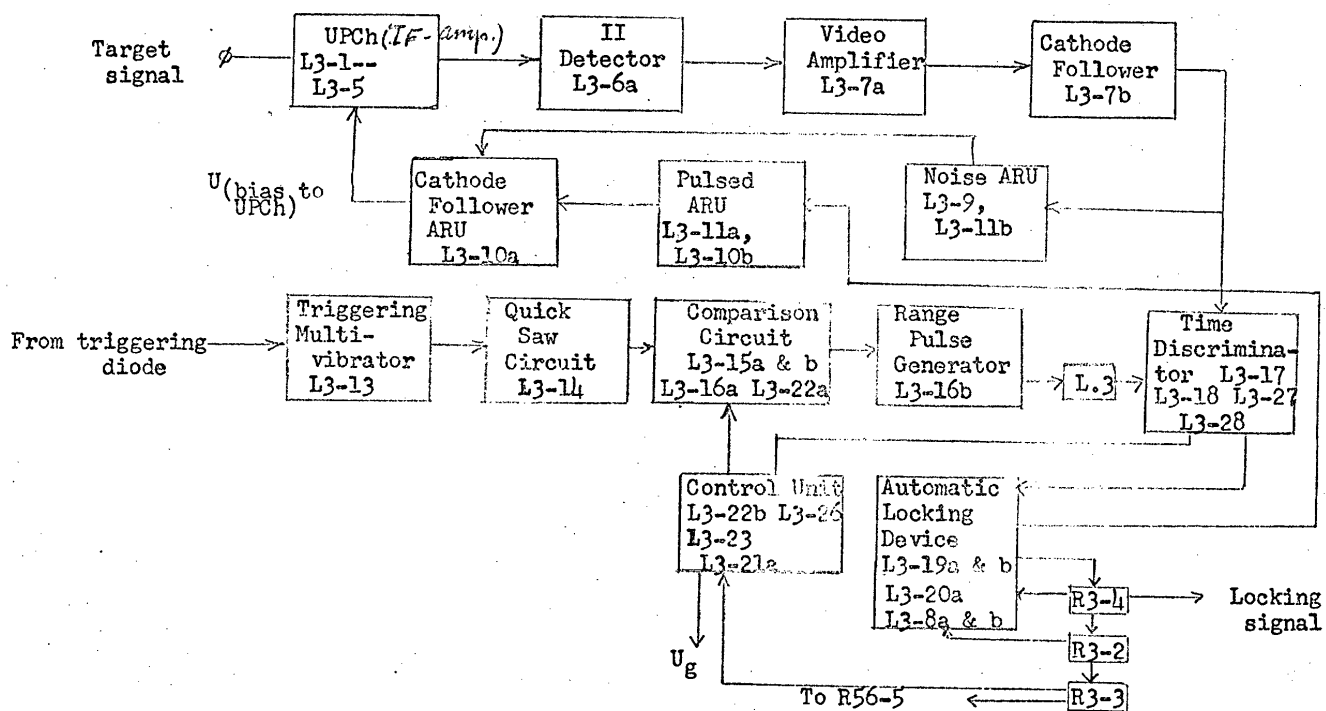 Target
signal
UPCh (IF-amp.)
L3-1--
L3-5
II
Detector
L3-6a
Video
Amplifier
L3-7a
Cathode
Follower
L3-7b
U(bias to
UPCh)
Cathode
Follower
ARU
L3-10a
Pulsed
ARU
L3-11a,
L3-10b
Noise ARU
L3-9,
L3-11b
From triggering
diode
Triggering
Multi-
vibrator
L3-13
Quick
Saw
Circuit
L3-14
Comparison
Circuit
L3-15a & b
L3-16a L3-22a
Range
Pulse
Generator
L3-16b
L.3
Time
Discrimina-
tor L3-17
L3-18 L3-27
L3-28
Control Unit
L3-22b L3-26
L3-23
L3-21a
Automatic
Locking
Device
L3-19a & b
L3-20a
L3-8a & b
R3-4
Locking
signal
R3-2
R3-3
Ug
To R56-5